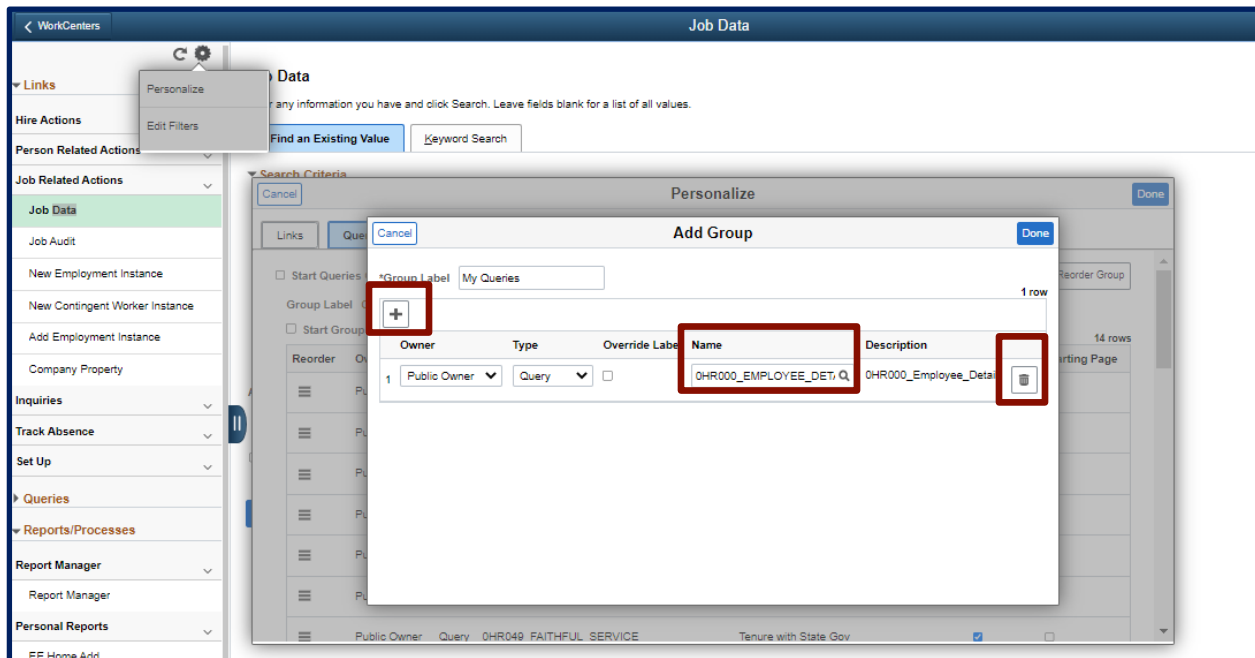 WorkCenters
Job Data
Links
Personalize
Edit Filters
Data
any information you have and click Search. Leave fields blank for a list of all values.
Find an Existing Value
Keyword Search
Search Criteria
Hire Actions
Person Related Actions
Job Related Actions
Job Data
Job Audit
New Employment Instance
New Contingent Worker Instance
Add Employment Instance
Company Property
Inquiries
Track Absence
Set Up
Queries
Reports/Processes
Report Manager
Report Manager
Personal Reports
EE Home Add
Cancel
Personalize
Done
Links
Start Queries
Reorder Group
Group Label
Start Group
14 rows
Reorder
Cancel
Add Group
Done
*Group Label My Queries
1 row
+
Owner Type Override Label Name Description
1 Public Owner Query 0HR000_EMPLOYEE_DET 0HR000_Employee_Detai
Public Owner Query 0HR049_FAITHFUL_SERVICE Tenure with State Gov